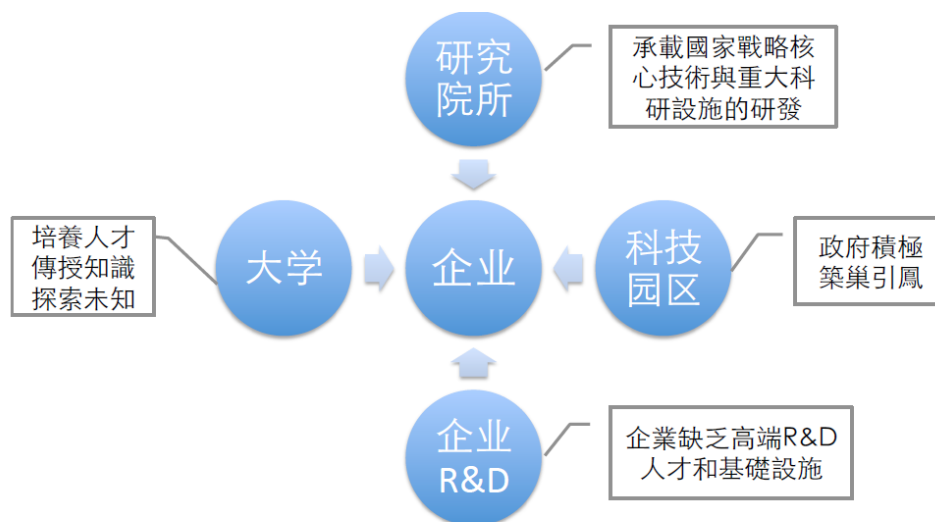 研究
院所
承載國家戰略核
心技術與重大科
研設施的研發
培養人才
傳授知識
探索未知
大学
企业
科技
园区
政府積極
築巢引鳳
企业
R&D
企業缺乏高端R&D
人才和基礎設施